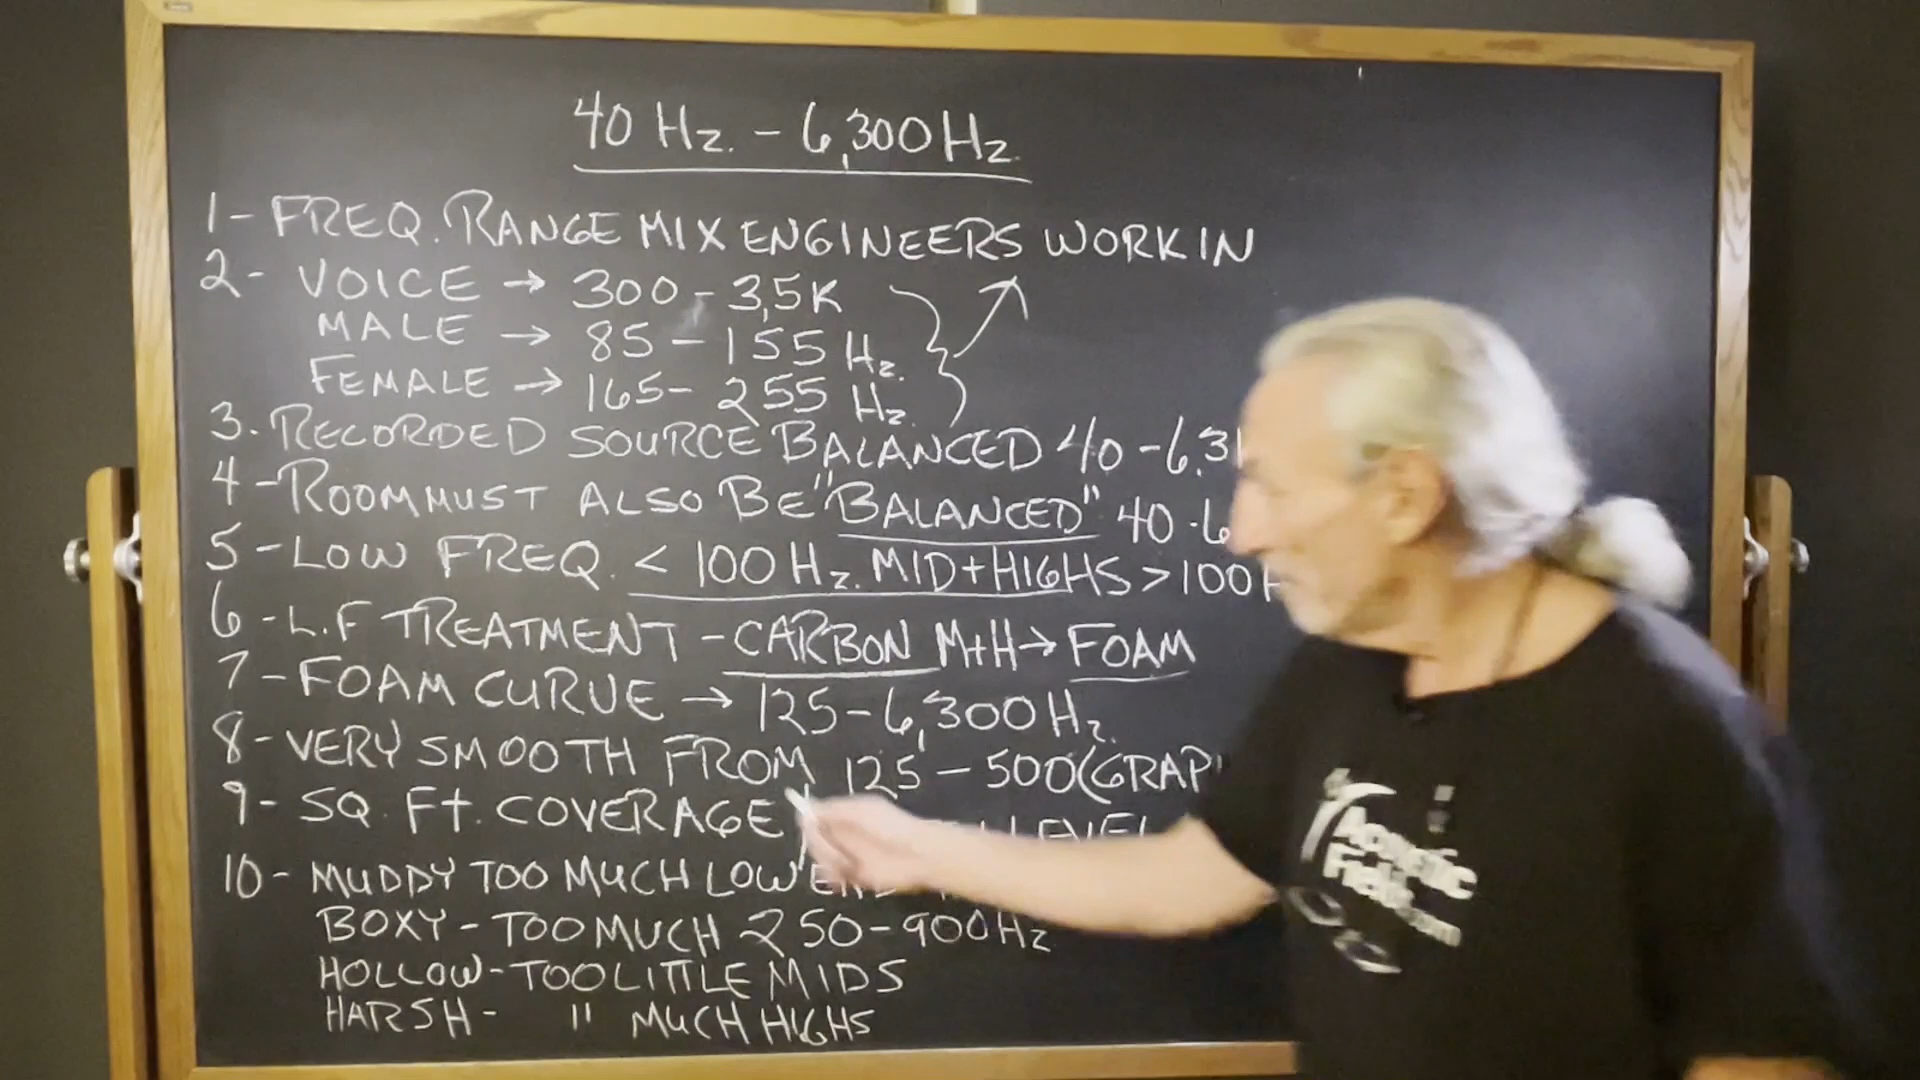 40 Hz. - 6,300 Hz.
1 - FREQ. RANGE MIX ENGINEERS WORK IN
2 - VOICE → 300 - 3,5K
MALE → 85 - 155 Hz.
FEMALE → 165 - 255 Hz.
3. RECORDED SOURCE BALANCED 40 - 6.3
4 - ROOM MUST ALSO BE "BALANCED" 40 - 6
5 - LOW FREQ. < 100 Hz. MID + HIGHS > 100
6 - L.F TREATMENT - CARBON M+H → FOAM
7 - FOAM CURVE → 125 - 6,300 Hz.
8 - VERY SMOOTH FROM 125 - 500 (GRAP
9 - SQ. Ft. COVERAGE LEVEL
10 - MUDDY TOO MUCH LOW
BOXY - TOO MUCH 250 - 900 Hz
HOLLOW - TOO LITTLE MIDS
HARSH - " MUCH HIGHS
Acoustic
Fields.com